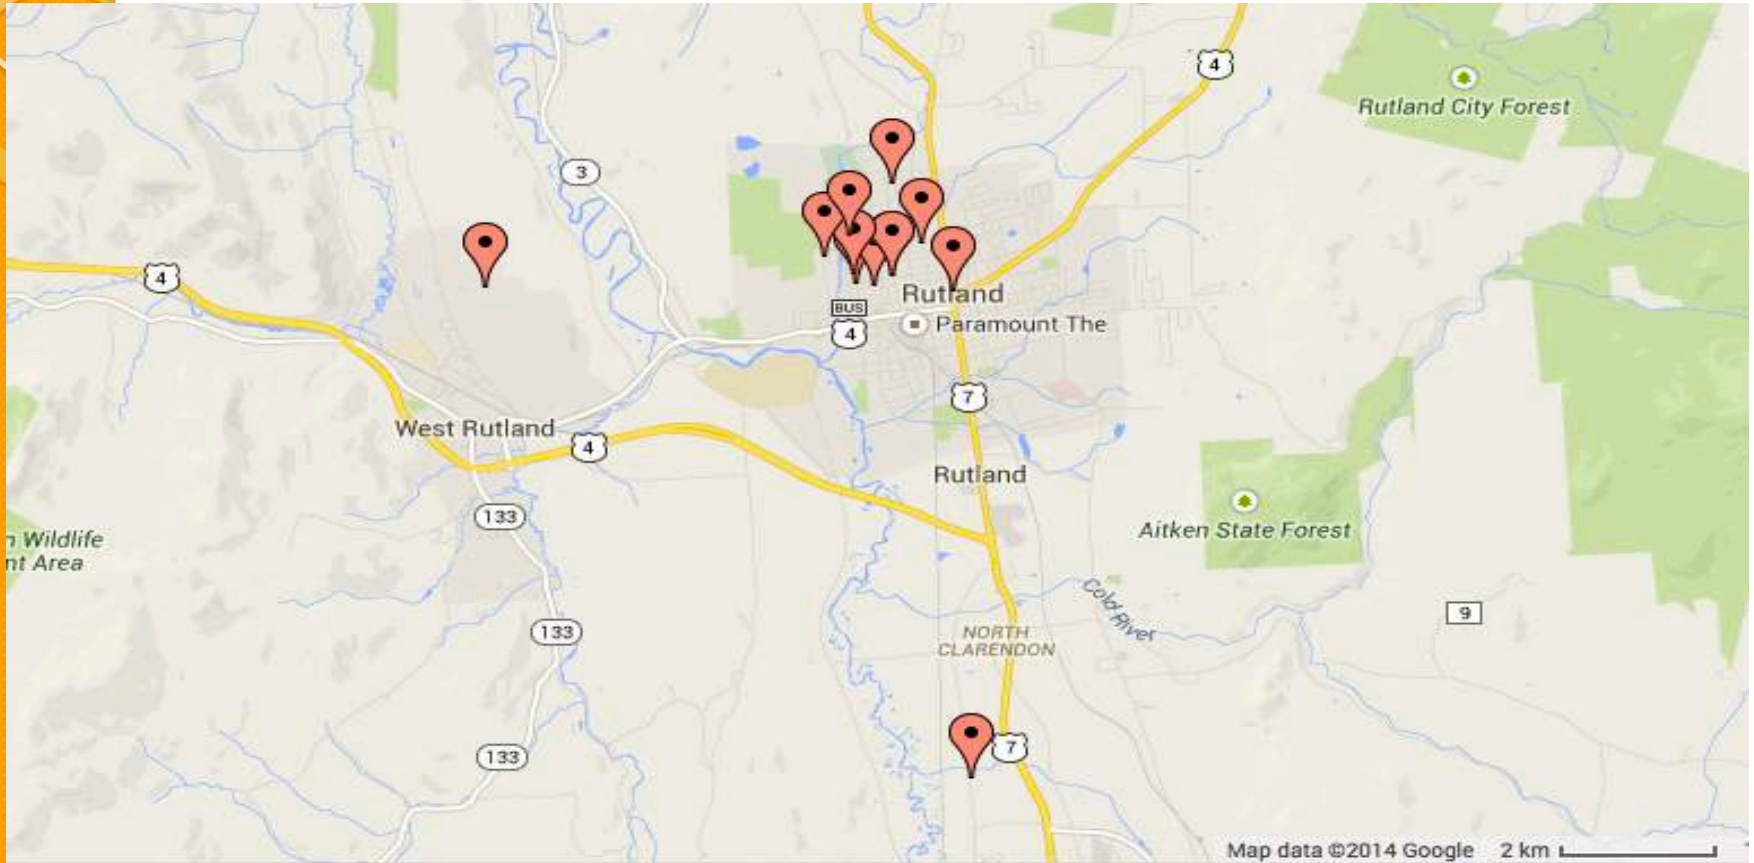 4
Rutland City Forest
3
4
Rutland
BUS
4
Paramount The
7
West Rutland
4
Rutland
133
Aitken State Forest
n Wildlife
nt Area
Cold River
9
133
NORTH
CLARENDON
7
133
Map data ©2014 Google 2 km